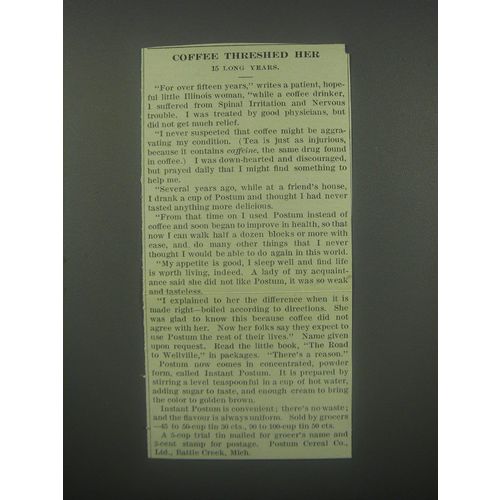 COFFEE THRESHED HER
15 LONG YEARS.
"For over fifteen years," writes a patient, hope-
ful little Illinois woman, "while a coffee drinker,
I suffered from Spinal Irritation and Nervous
trouble. I was treated by good physicians, but
did not get much relief.
"I never suspected that coffee might be aggra-
vating my condition. (Tea is just as injurious,
because it contains caffeine, the same drug found
in coffee.) I was down-hearted and discouraged,
but prayed daily that I might find something to
help me.
"Several years ago, while at a friend's house,
I drank a cup of Postum and thought I had never
tasted anything more delicious.
"From that time on I used Postum instead of
coffee and soon began to improve in health, so that
now I can walk half a dozen blocks or more with
ease, and do many other things that I never
thought I would be able to do again in this world.
"My appetite is good, I sleep well and find life
is worth living, indeed. A lady of my acquaint-
ance said she did not like Postum, it was so weak
and tasteless.
"I explained to her the difference when it is
made right—boiled according to directions. She
was glad to know this because coffee did not
agree with her. Now her folks say they expect to
use Postum the rest of their lives." Name given
upon request. Read the little book, "The Road
to Wellville," in packages. "There's a reason."
Postum now comes in concentrated, powder
form, called Instant Postum. It is prepared by
stirring a level teaspoonful in a cup of hot water,
adding sugar to taste, and enough cream to bring
the color to golden brown.
Instant Postum is convenient; there's no waste;
and the flavour is always uniform. Sold by grocers
—45 to 50-cup tin 30 cts., 90 to 100-cup tin 50 cts.
A 5-cup trial tin mailed for grocer's name and
2-cent stamp for postage. Postum Cereal Co.,
Ltd., Battle Creek, Mich.